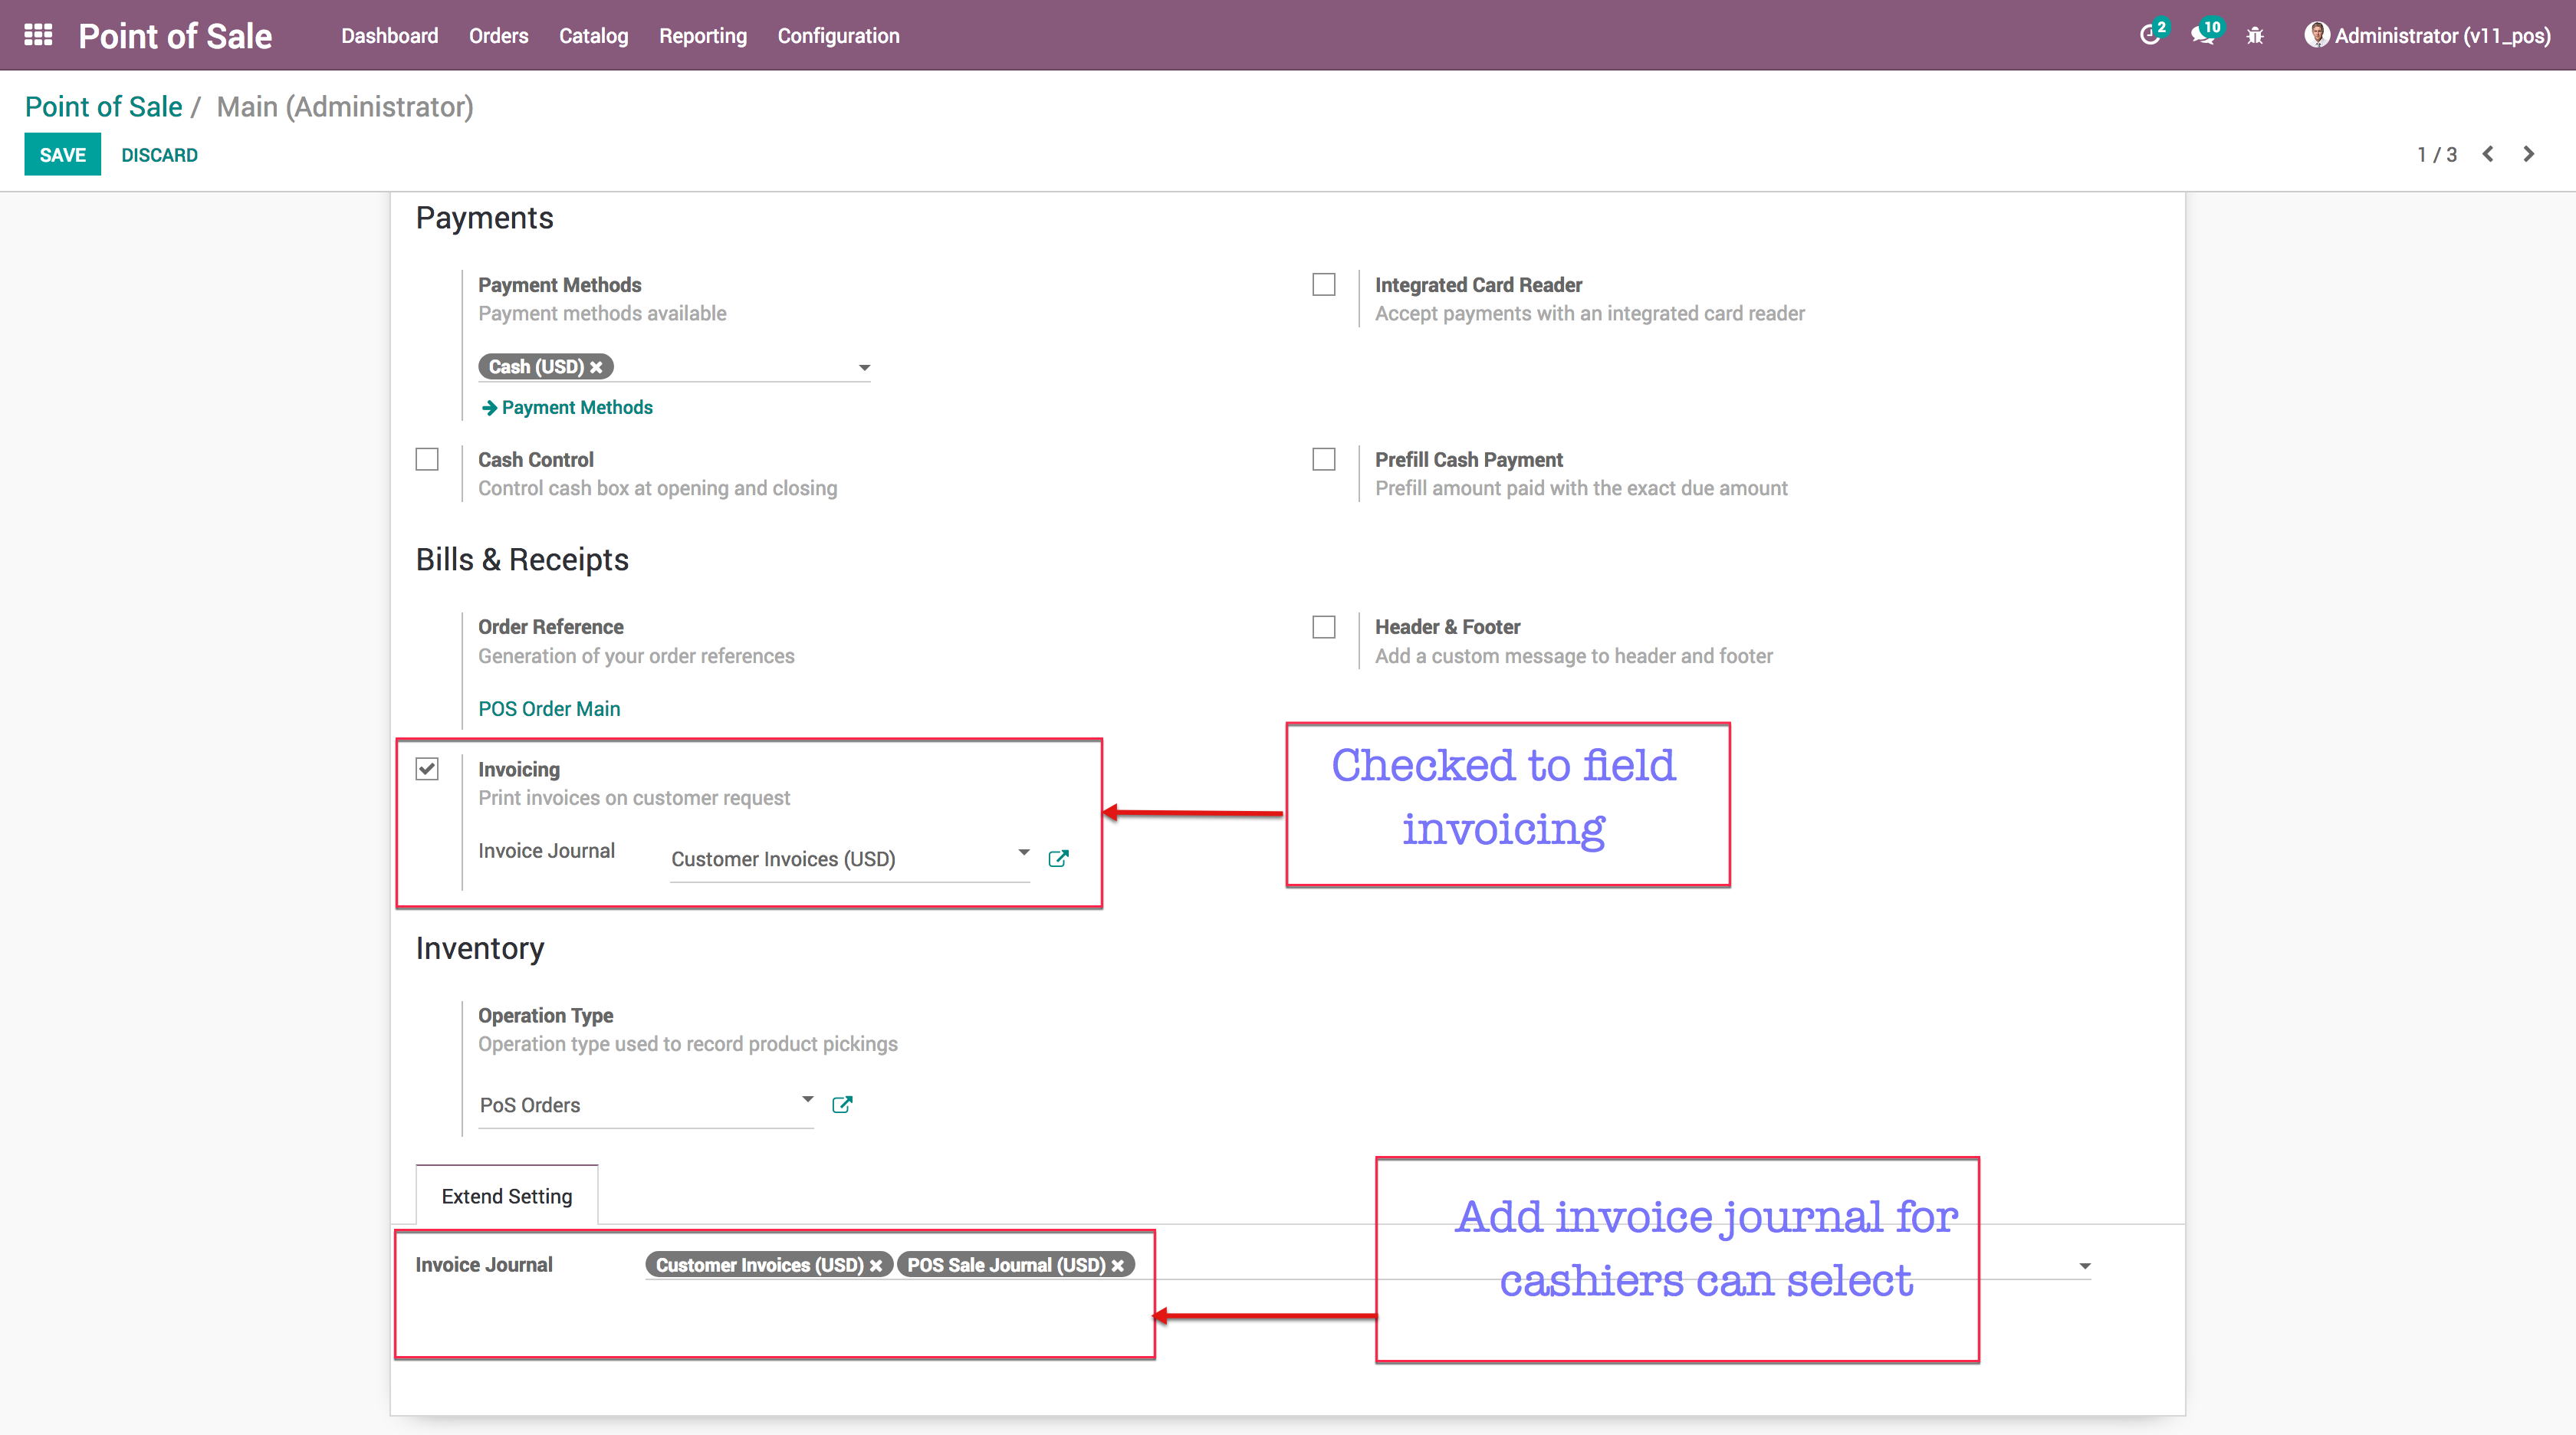 Point of Sale Dashboard Orders Catalog Reporting Configuration 2 10 Administrator (v11_pos)
Point of Sale / Main (Administrator)
SAVE DISCARD 1 / 3
Payments
Payment Methods
Payment methods available
Cash (USD)
Payment Methods
Integrated Card Reader
Accept payments with an integrated card reader
Cash Control
Control cash box at opening and closing
Prefill Cash Payment
Prefill amount paid with the exact due amount
Bills & Receipts
Order Reference
Generation of your order references
POS Order Main
Header & Footer
Add a custom message to header and footer
Invoicing
Print invoices on customer request
Invoice Journal Customer Invoices (USD)
Checked to field
invoicing
Inventory
Operation Type
Operation type used to record product pickings
PoS Orders
Extend Setting
Invoice Journal Customer Invoices (USD) POS Sale Journal (USD)
Add invoice journal for
cashiers can select